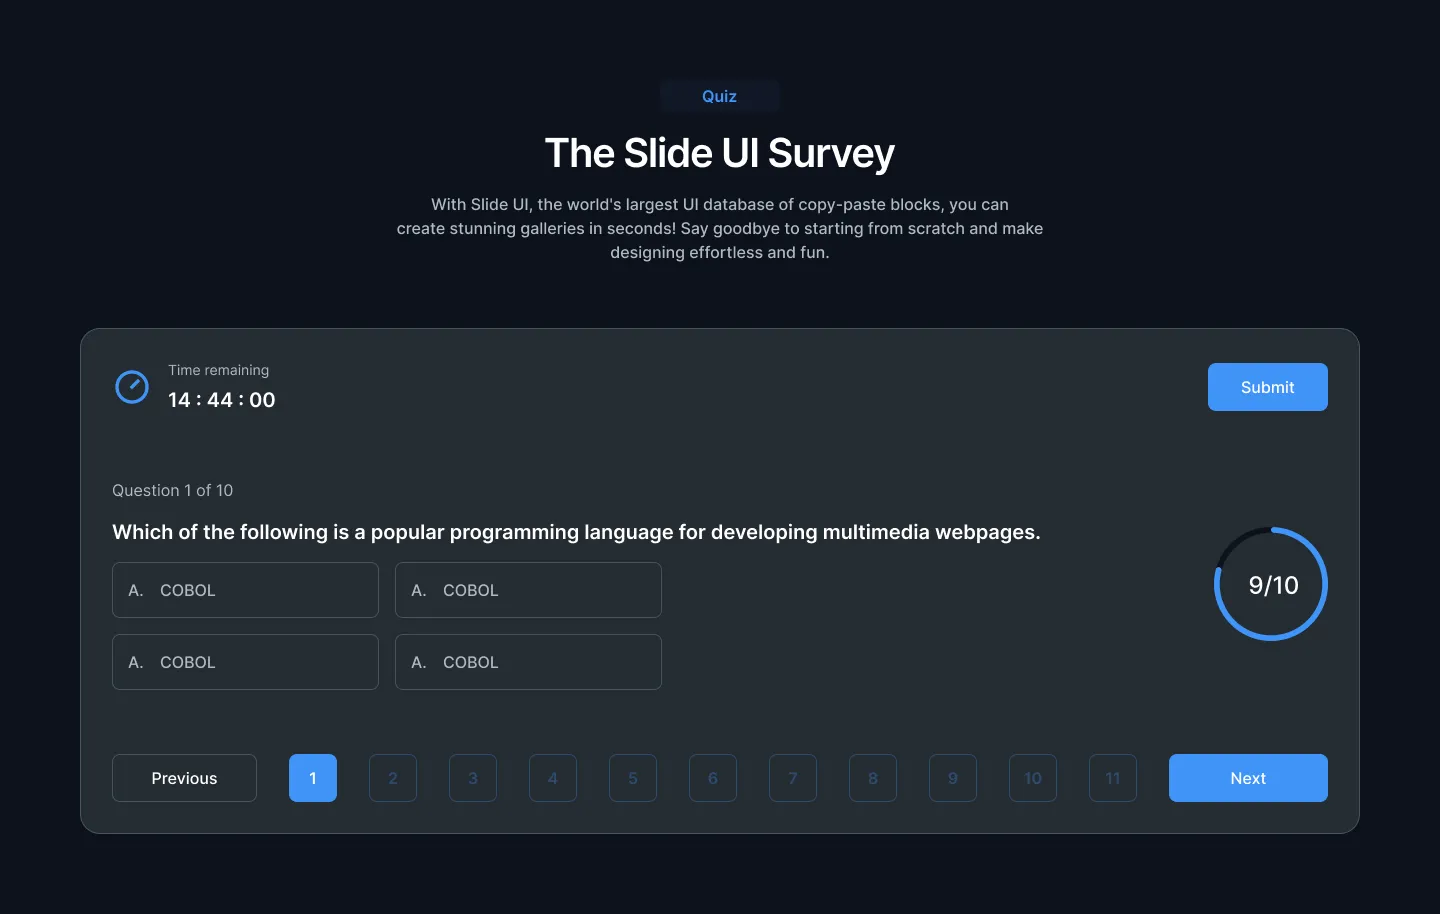 Quiz
The Slide UI Survey
With Slide UI, the world's largest UI database of copy-paste blocks, you can
create stunning galleries in seconds! Say goodbye to starting from scratch and make
designing effortless and fun.
Time remaining
14 : 44 : 00
Submit
Question 1 of 10
Which of the following is a popular programming language for developing multimedia webpages.
A. COBOL
A. COBOL
A. COBOL
A. COBOL
9/10
Previous
1
2
3
4
5
6
7
8
9
10
11
Next